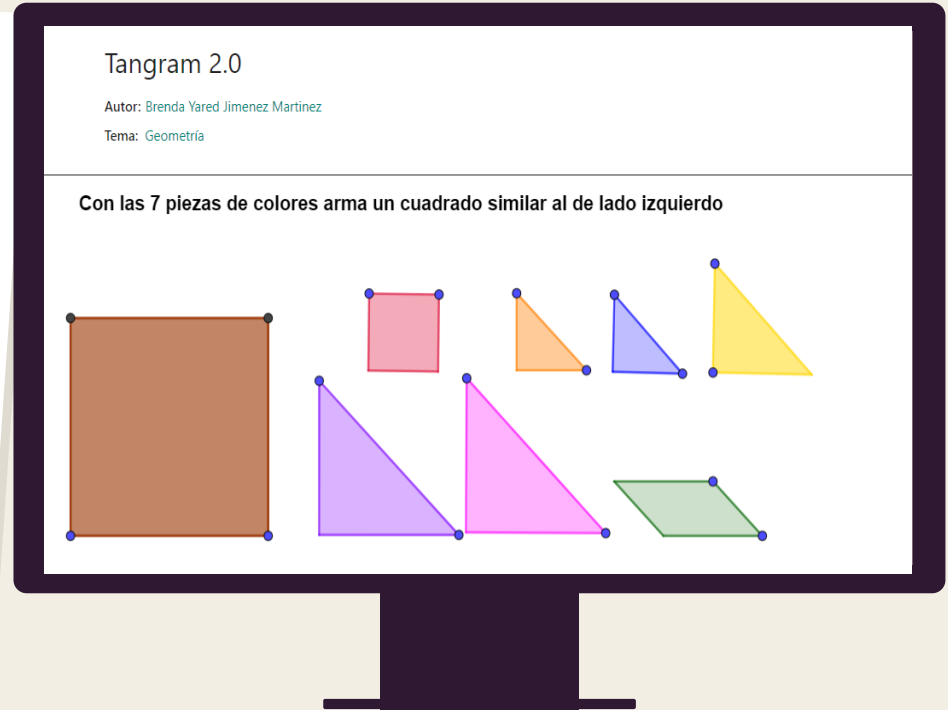 Tangram 2.0
Autor: Brenda Yared Jimenez Martinez
Tema: Geometría
Con las 7 piezas de colores arma un cuadrado similar al de lado izquierdo